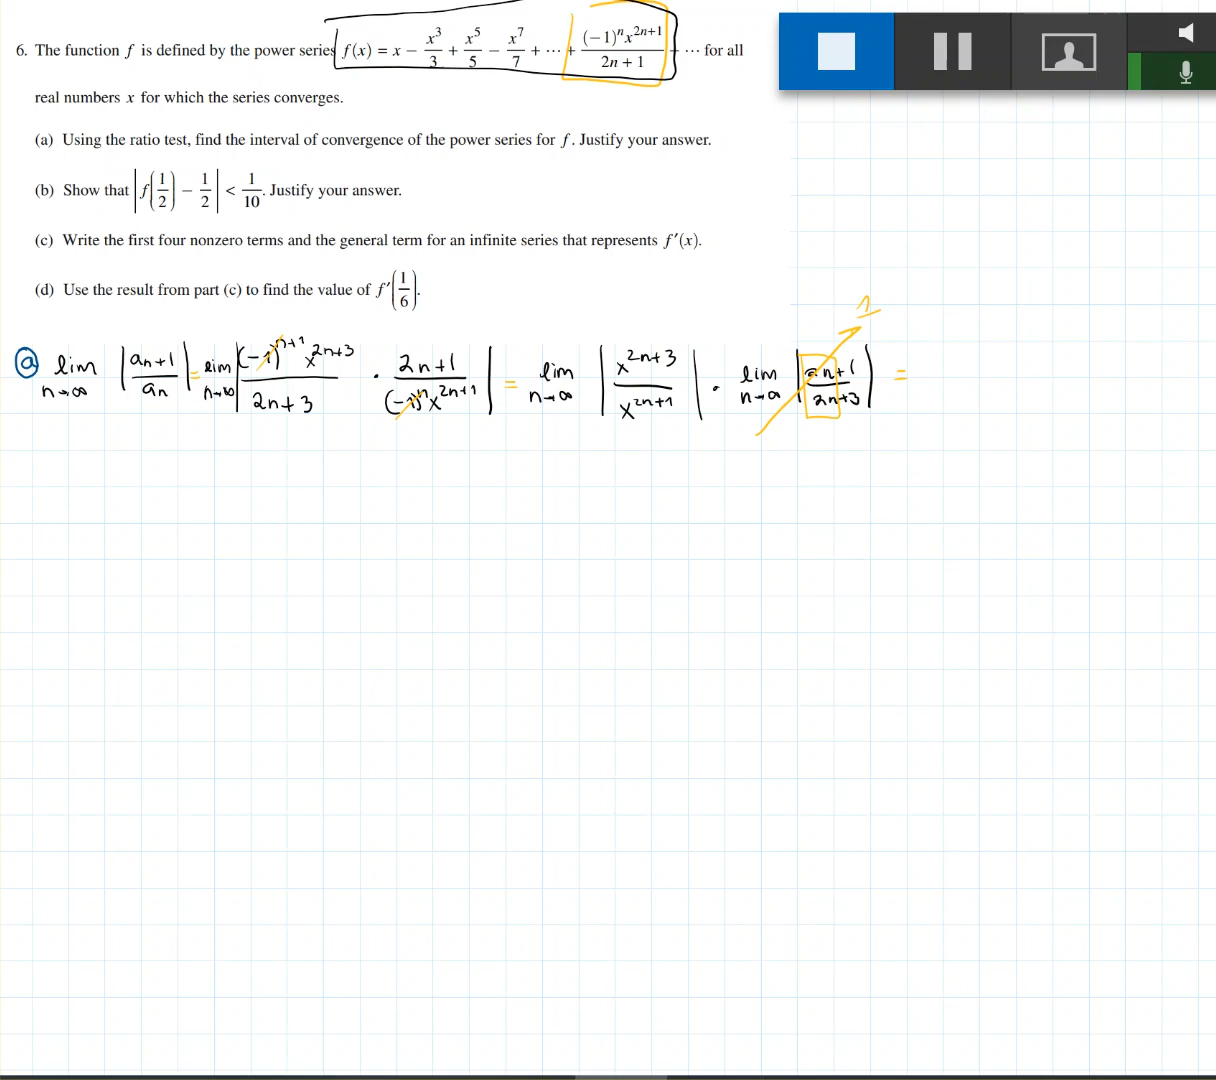 6. The function f is defined by the power series f(x) = x − x³/3 + x⁵/5 − x⁷/7 + ⋯ + (−1)ⁿx²ⁿ⁺¹/(2n + 1) + ⋯ for all
real numbers x for which the series converges.
(a) Using the ratio test, find the interval of convergence of the power series for f. Justify your answer.
(b) Show that |f(1/2) − 1/2| < 1/10. Justify your answer.
(c) Write the first four nonzero terms and the general term for an infinite series that represents f′(x).
(d) Use the result from part (c) to find the value of f′(1/6).
1
ⓐ lim n→∞ |an+1/an| = lim n→∞ |(−1)ⁿ⁺¹ x²ⁿ⁺³/(2n+3) · (2n+1)/((−1)ⁿx²ⁿ⁺¹)| = lim n→∞ |x²ⁿ⁺³/x²ⁿ⁺¹| · lim n→∞ |(2n+1)/(2n+3)| =